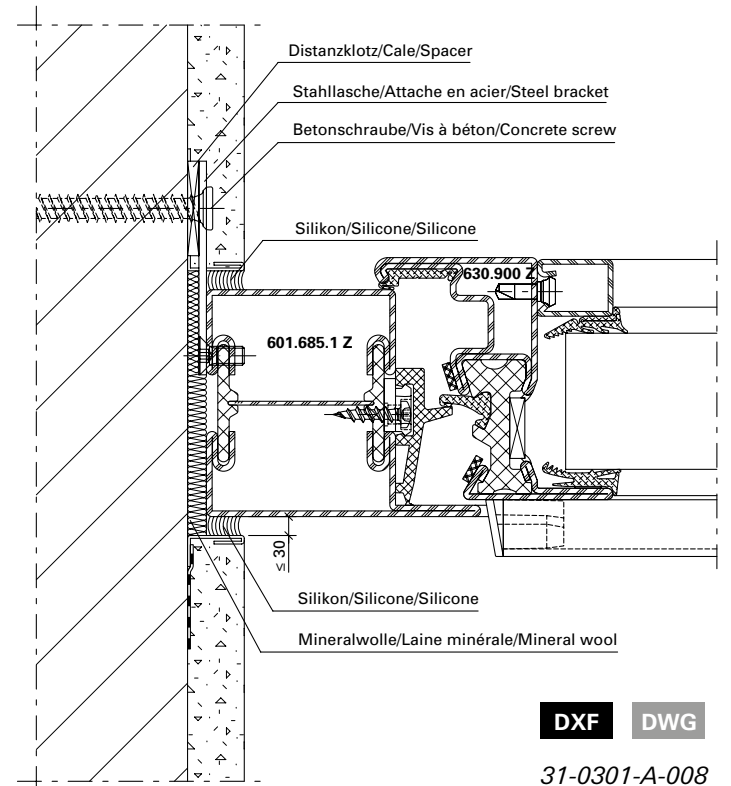 Distanzklotz/Cale/Spacer
Stahllasche/Attache en acier/Steel bracket
Betonschraube/Vis à béton/Concrete screw
Silikon/Silicone/Silicone
630.900 Z
601.685.1 Z
≤ 30
Silikon/Silicone/Silicone
Mineralwolle/Laine minérale/Mineral wool
DXF DWG
31-0301-A-008